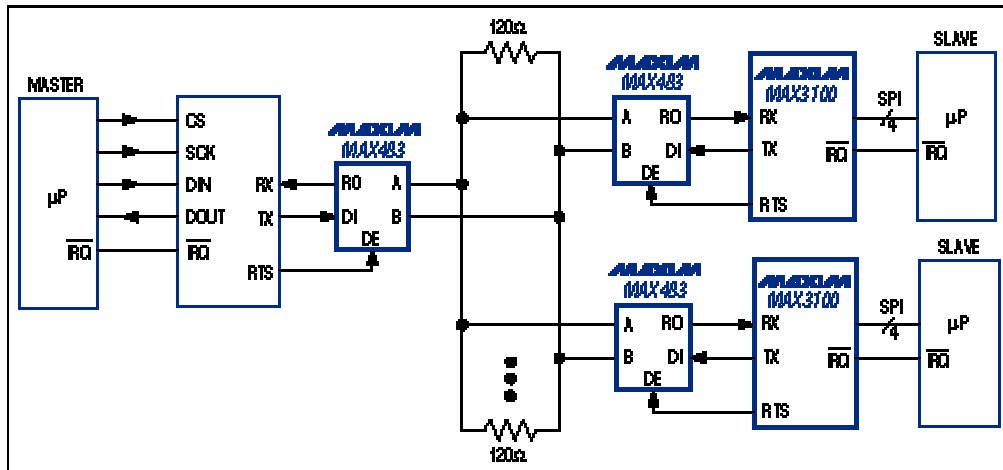 120Ω
MASTER
μP
IRQ
CS
SCK
DIN
DOUT
IRQ
RX
TX
RTS
MAXIM
MAX483
RO
DI
DE
A
B
MAXIM
MAX483
A
B
RO
DI
DE
MAXIM
MAX3100
RX
TX
RTS
IRQ
SPI
4
SLAVE
μP
IRQ
MAXIM
MAX483
A
B
RO
DI
DE
MAXIM
MAX3100
RX
TX
RTS
IRQ
SPI
4
SLAVE
μP
IRQ
120Ω